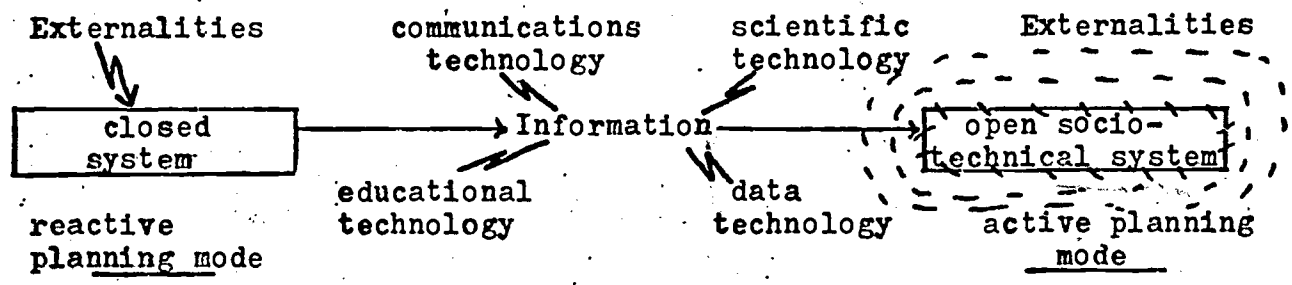 Externalities
closed
system
reactive
planning mode
communications
technology
scientific
technology
Information
educational
technology
data
technology
Externalities
open socio-
technical system
active planning
mode